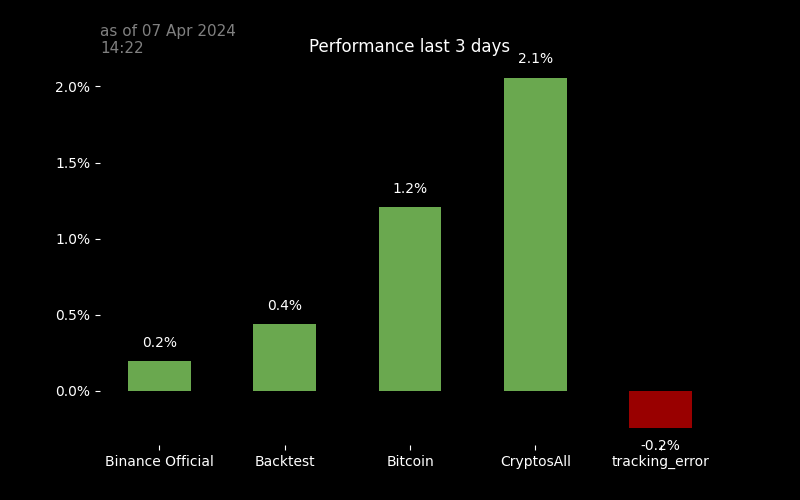 as of 07 Apr 2024
14:22
Performance last 3 days
2.1%
2.0%
1.5%
1.2%
1.0%
0.5%
0.4%
0.2%
0.0%
-0.2%
Binance Official
Backtest
Bitcoin
CryptosAll
tracking_error